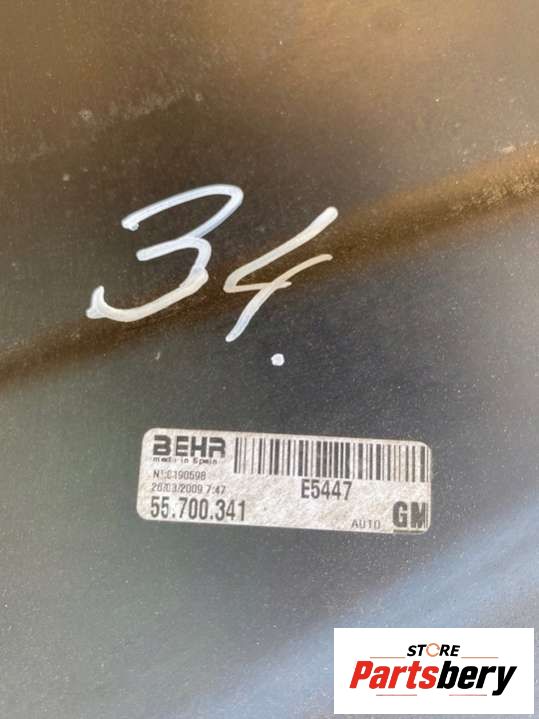 34.
BEHR
made in Spain
E5447
N°:0190598
26/03/2009 7:47
55.700.341
AUTO
GM
STORE
Partsbery